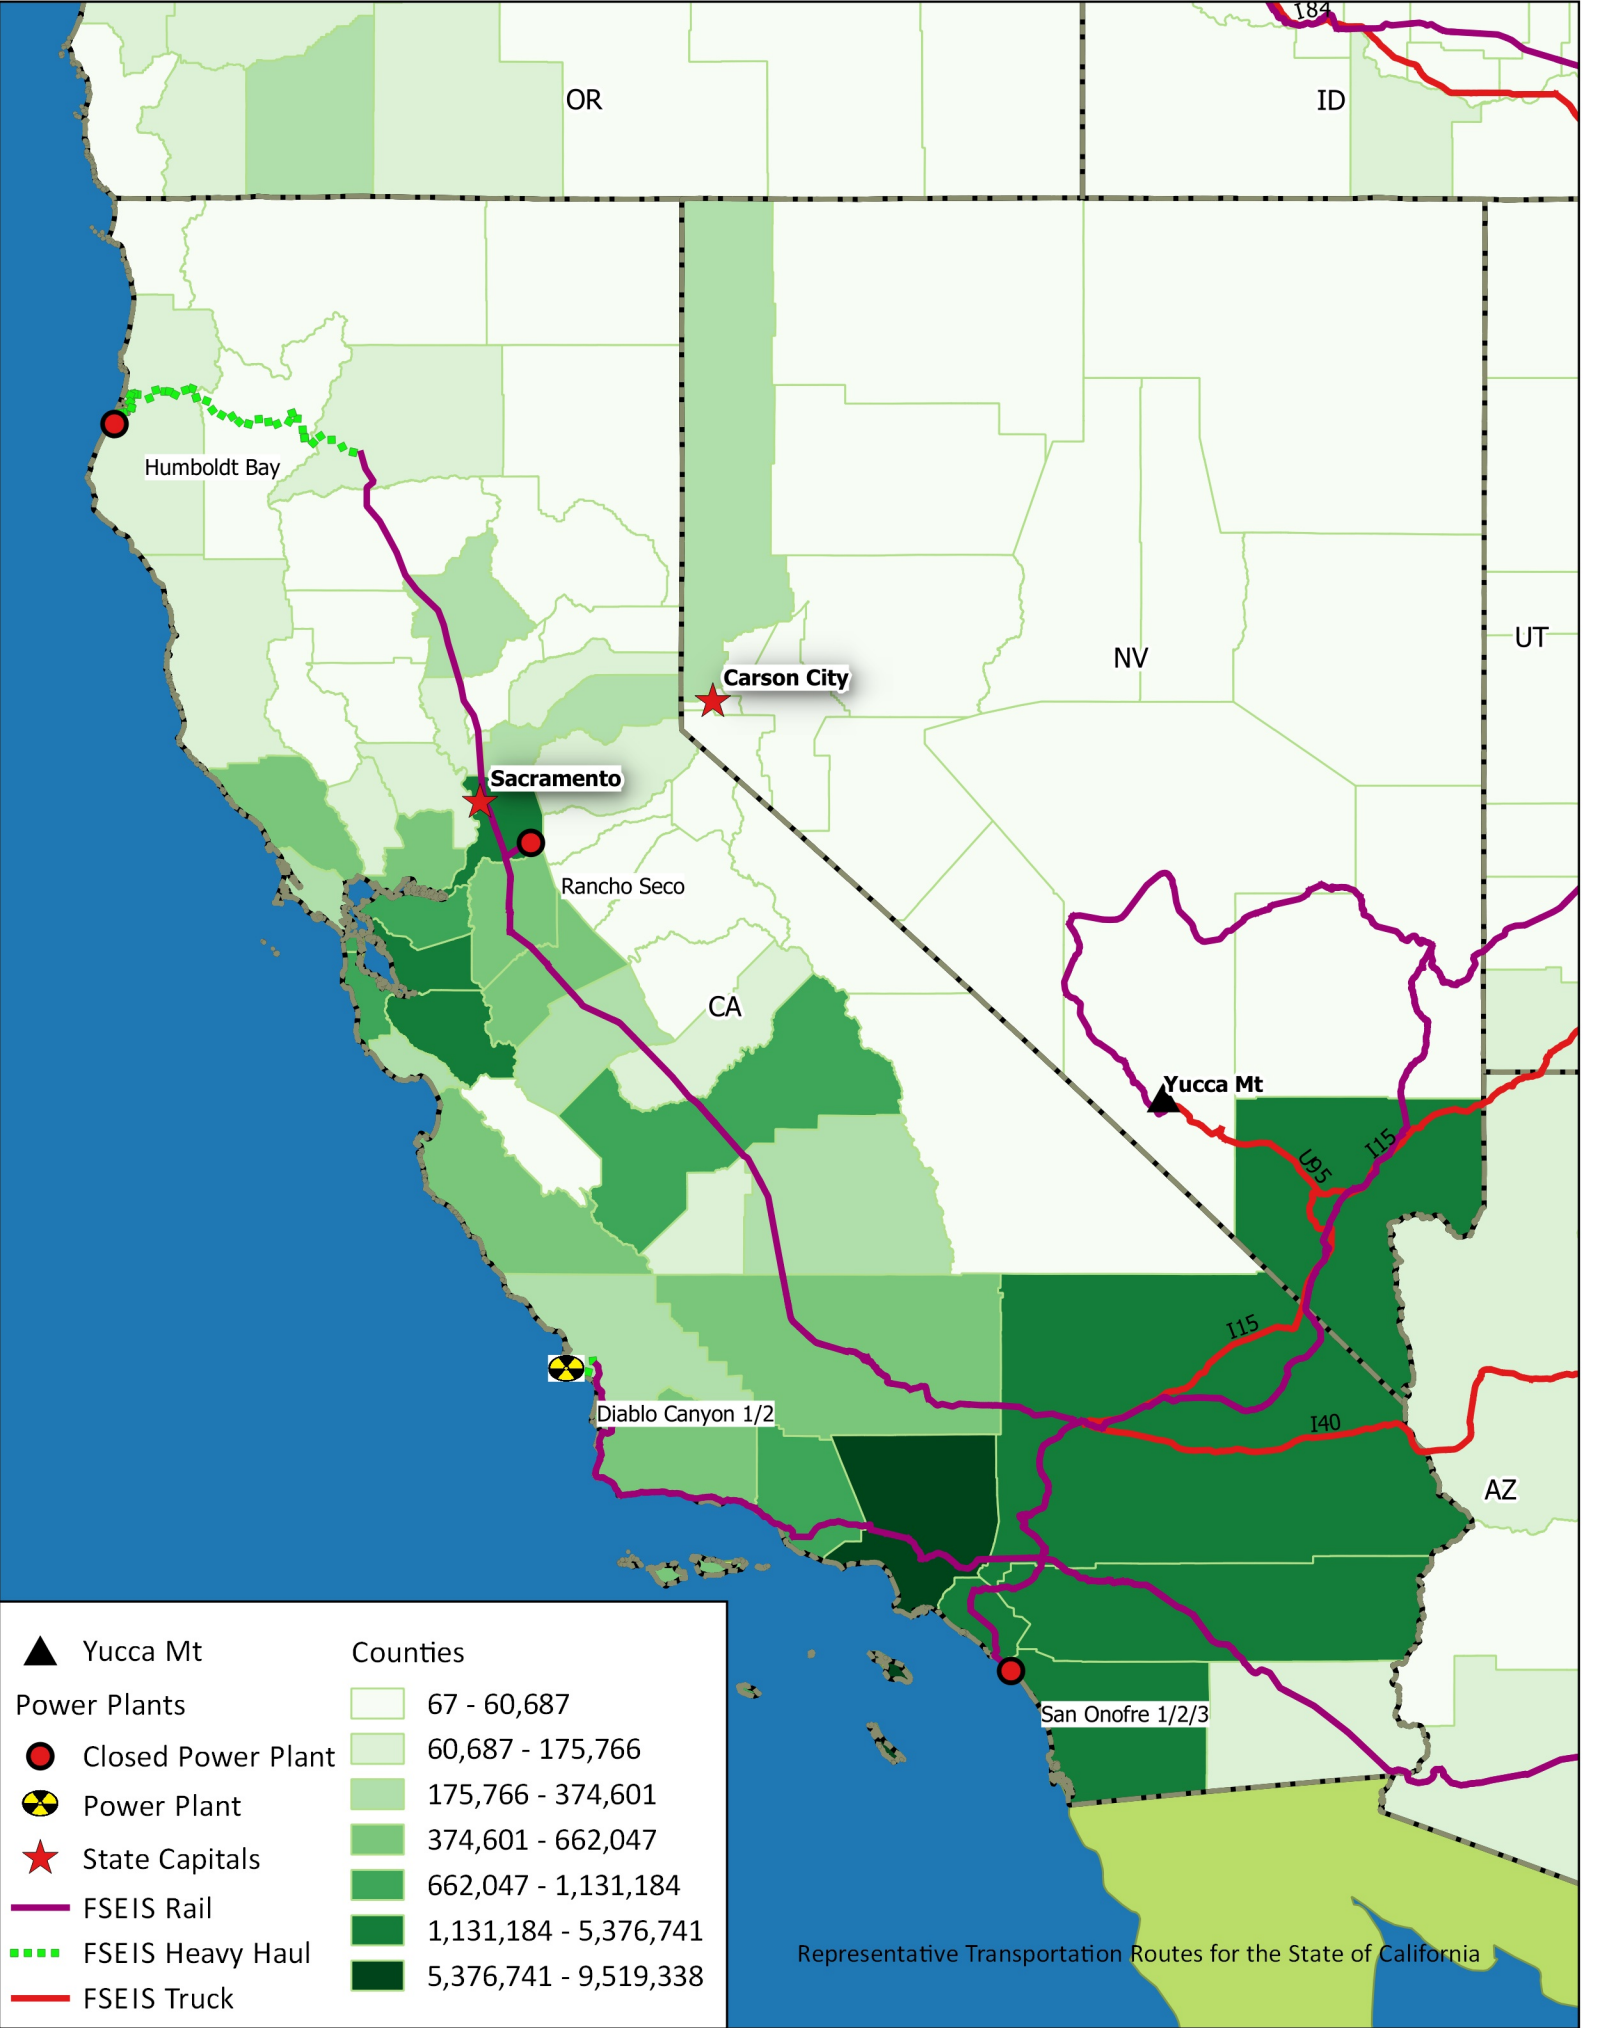 I84
OR
ID
Humboldt Bay
UT
NV
Carson City
Sacramento
Rancho Seco
CA
Yucca Mt
U95
I15
I15
Diablo Canyon 1/2
I40
AZ
San Onofre 1/2/3
Yucca Mt
Power Plants
Closed Power Plant
Power Plant
State Capitals
FSEIS Rail
FSEIS Heavy Haul
FSEIS Truck
Counties
67 - 60,687
60,687 - 175,766
175,766 - 374,601
374,601 - 662,047
662,047 - 1,131,184
1,131,184 - 5,376,741
5,376,741 - 9,519,338
Representative Transportation Routes for the State of California